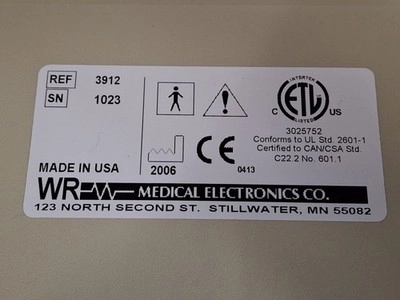 REF 3912
SN 1023
INTERTEK
C ETL US
3025752
Conforms to UL Std. 2601-1
Certified to CAN/CSA Std.
C22.2 No. 601.1
MADE IN USA 2006 CE 0413
WR MEDICAL ELECTRONICS CO.
123 NORTH SECOND ST. STILLWATER, MN 55082